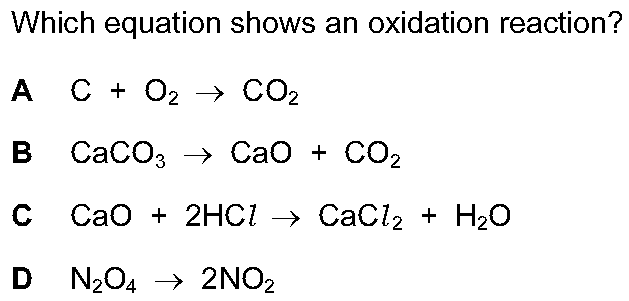 Which equation shows an oxidation reaction?
A C + O₂ → CO₂
B CaCO₃ → CaO + CO₂
C CaO + 2HCl → CaCl₂ + H₂O
D N₂O₄ → 2NO₂